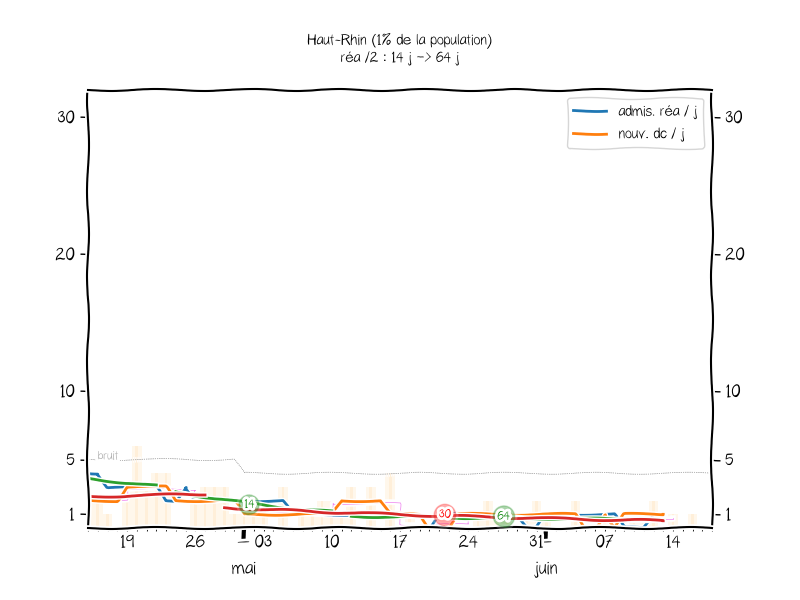 Haut-Rhin (1% de la population)
réa /2 : 14 j -> 64 j
admis. réa / j
nouv. dc / j
30
30
20
20
10
10
bruit
5
5
14
30
64
1
1
19 26 03 10 17 24 31 07 14
mai juin